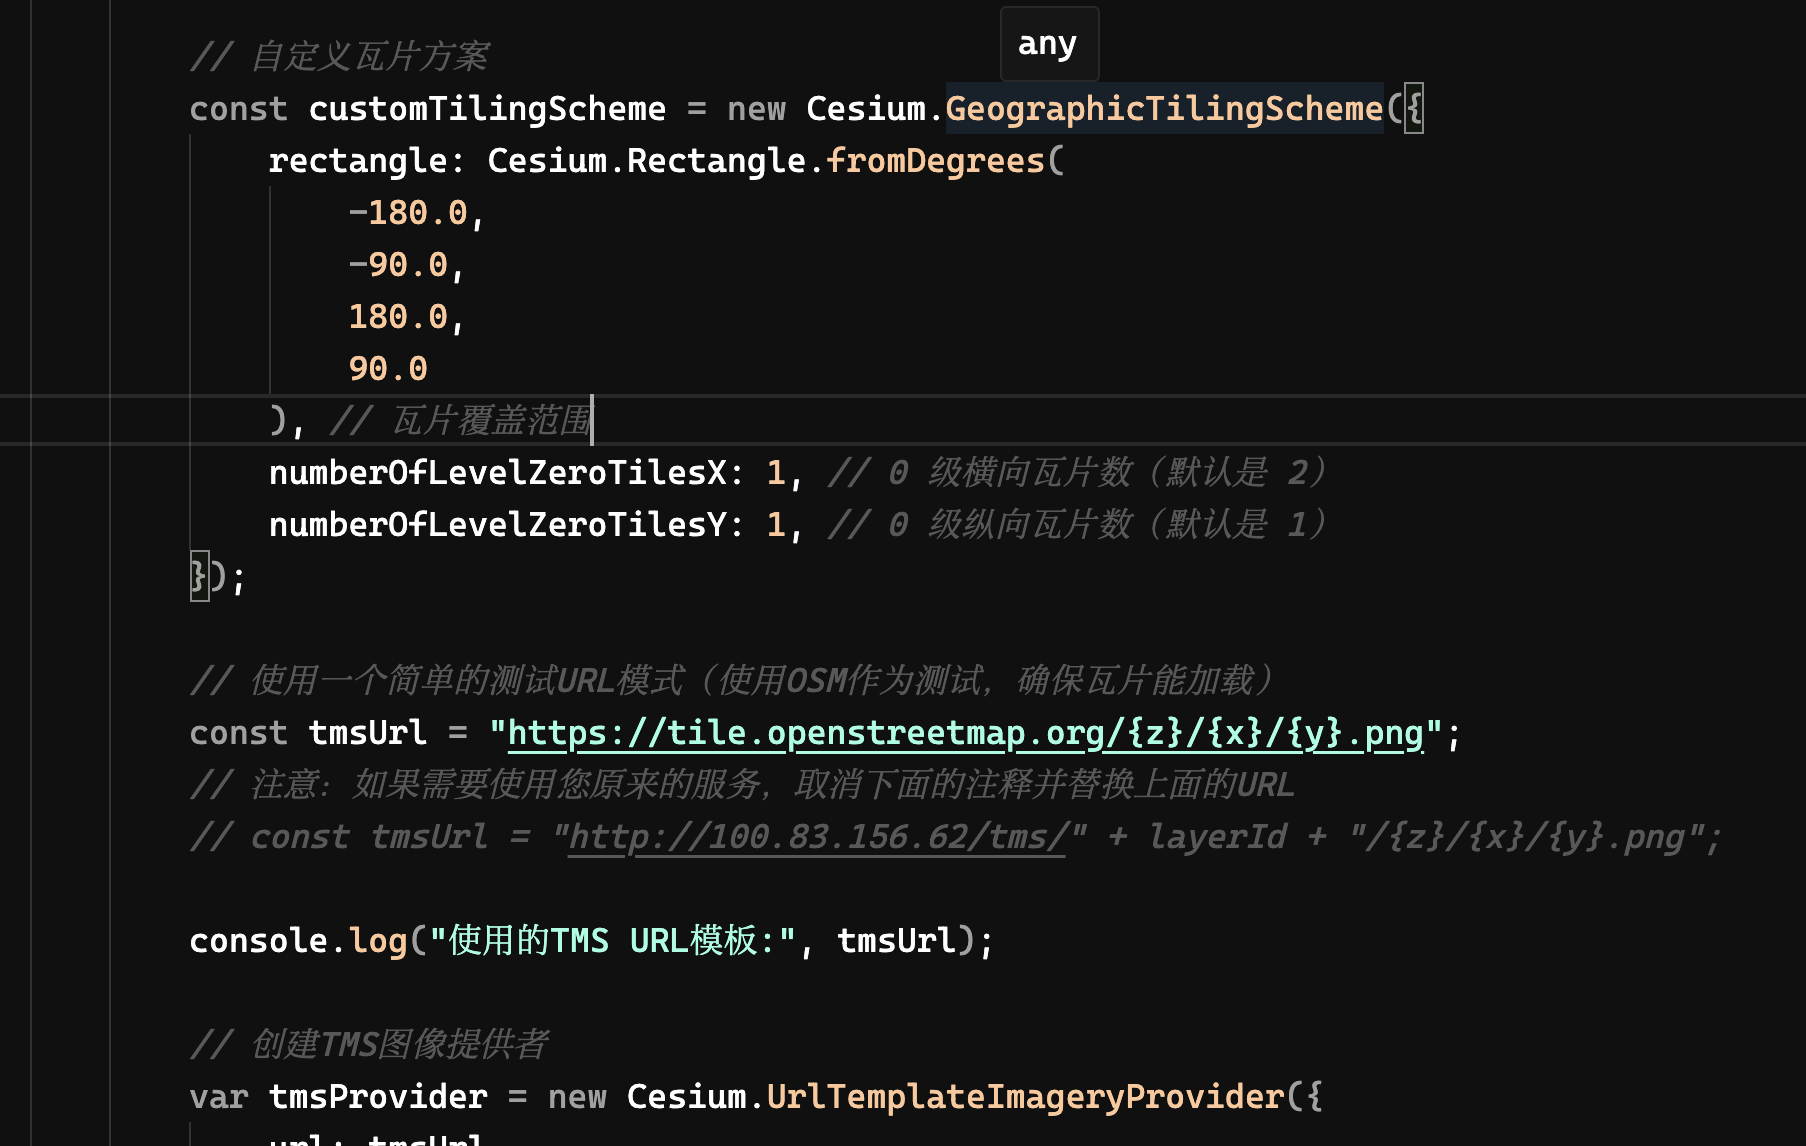 any
// 自定义瓦片方案
const customTilingScheme = new Cesium.GeographicTilingScheme({
rectangle: Cesium.Rectangle.fromDegrees(
-180.0,
-90.0,
180.0,
90.0
), // 瓦片覆盖范围
numberOfLevelZeroTilesX: 1, // 0 级横向瓦片数（默认是 2）
numberOfLevelZeroTilesY: 1, // 0 级纵向瓦片数（默认是 1）
});
// 使用一个简单的测试URL模式（使用OSM作为测试，确保瓦片能加载）
const tmsUrl = "https://tile.openstreetmap.org/{z}/{x}/{y}.png";
// 注意：如果需要使用您原来的服务，取消下面的注释并替换上面的URL
// const tmsUrl = "http://100.83.156.62/tms/" + layerId + "/{z}/{x}/{y}.png";
console.log("使用的TMS URL模板:", tmsUrl);
// 创建TMS图像提供者
var tmsProvider = new Cesium.UrlTemplateImageryProvider({
url: tmsUrl